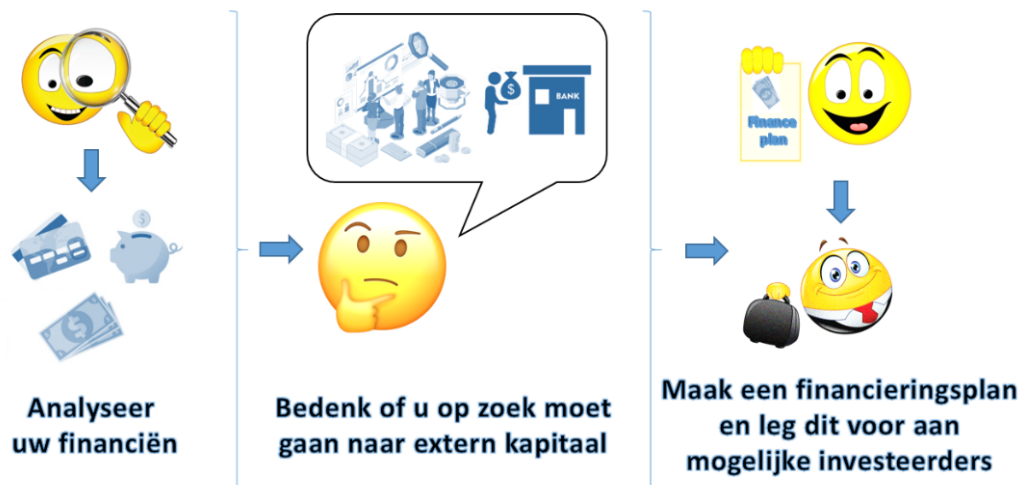 BANK
Finance
plan
Analyseer
uw financiën
Bedenk of u op zoek moet
gaan naar extern kapitaal
Maak een financieringsplan
en leg dit voor aan
mogelijke investeerders